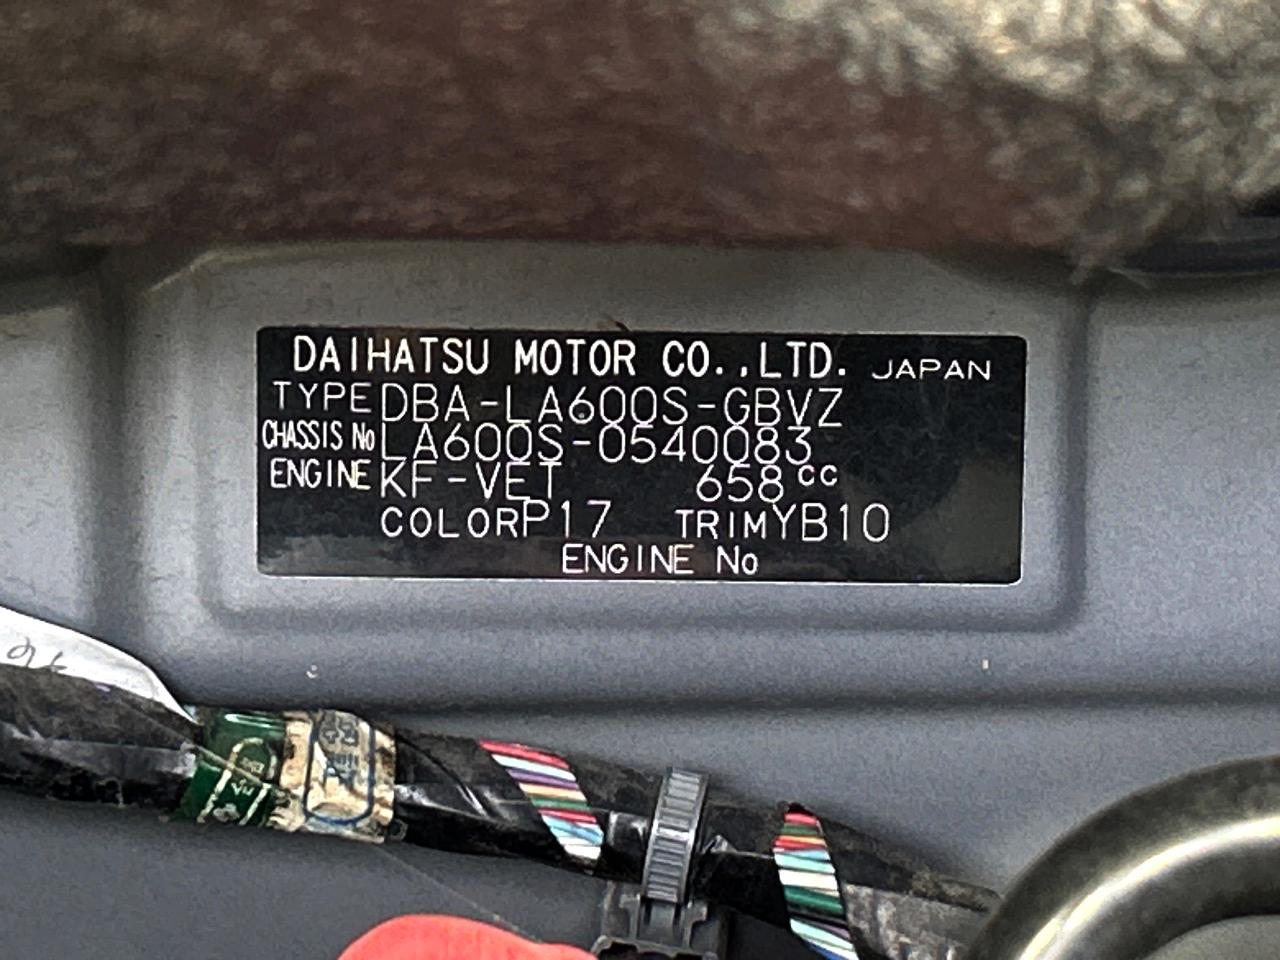 DAIHATSU MOTOR CO.,LTD. JAPAN
TYPE DBA-LA600S-GBVZ
CHASSIS No LA600S-0540083
ENGINE KF-VET 658cc
COLOR P17 TRIM YB10
ENGINE No